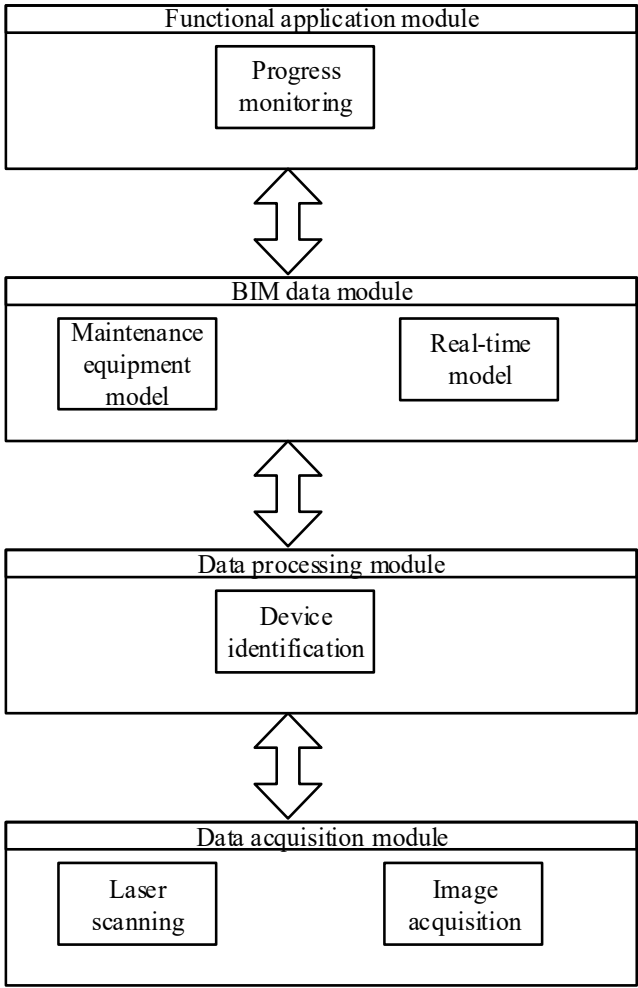 Functional application module
Progress
monitoring
BIM data module
Maintenance
equipment
model
Real-time
model
Data processing module
Device
identification
Data acquisition module
Laser
scanning
Image
acquisition